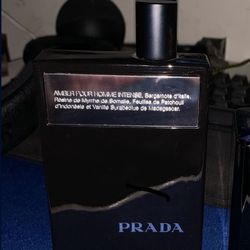 AMBER POUR HOMME INTENSE, Bergamote d'Italie,
Résine de Myrrhe de Somalie, Feuilles de Patchouli
d'Indonésie et Vanille Surabsolue de Madagascar.
PRADA